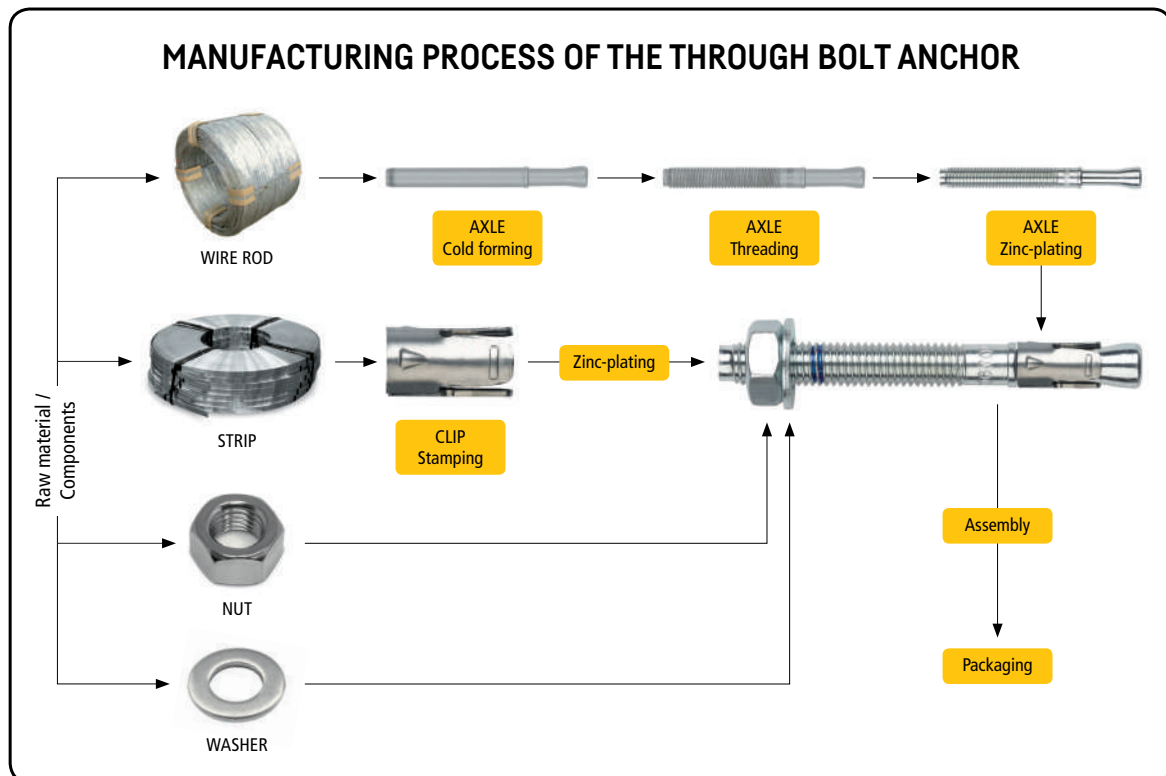 MANUFACTURING PROCESS OF THE THROUGH BOLT ANCHOR
WIRE ROD
AXLE
Cold forming
AXLE
Threading
AXLE
Zinc-plating
Raw material /
Components
STRIP
CLIP
Stamping
Zinc-plating
NUT
Assembly
WASHER
Packaging